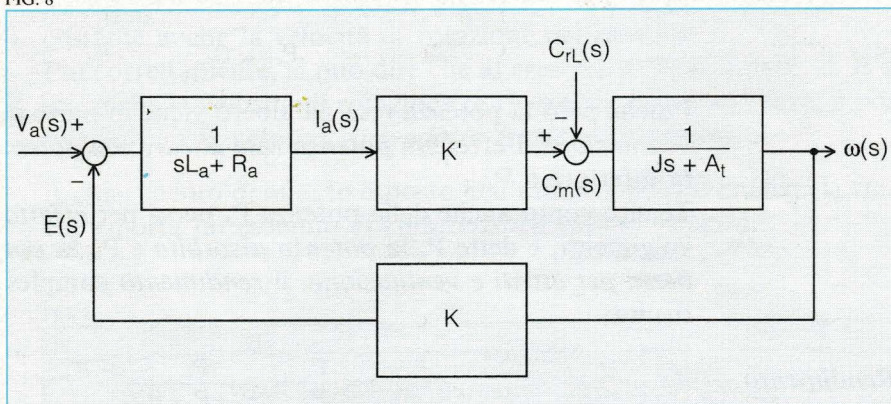 FIG. 8
C_rL(s)
V_a(s) +
−
1
sL_a + R_a
I_a(s)
K'
+
−
C_m(s)
1
Js + A_t
ω(s)
E(s)
K